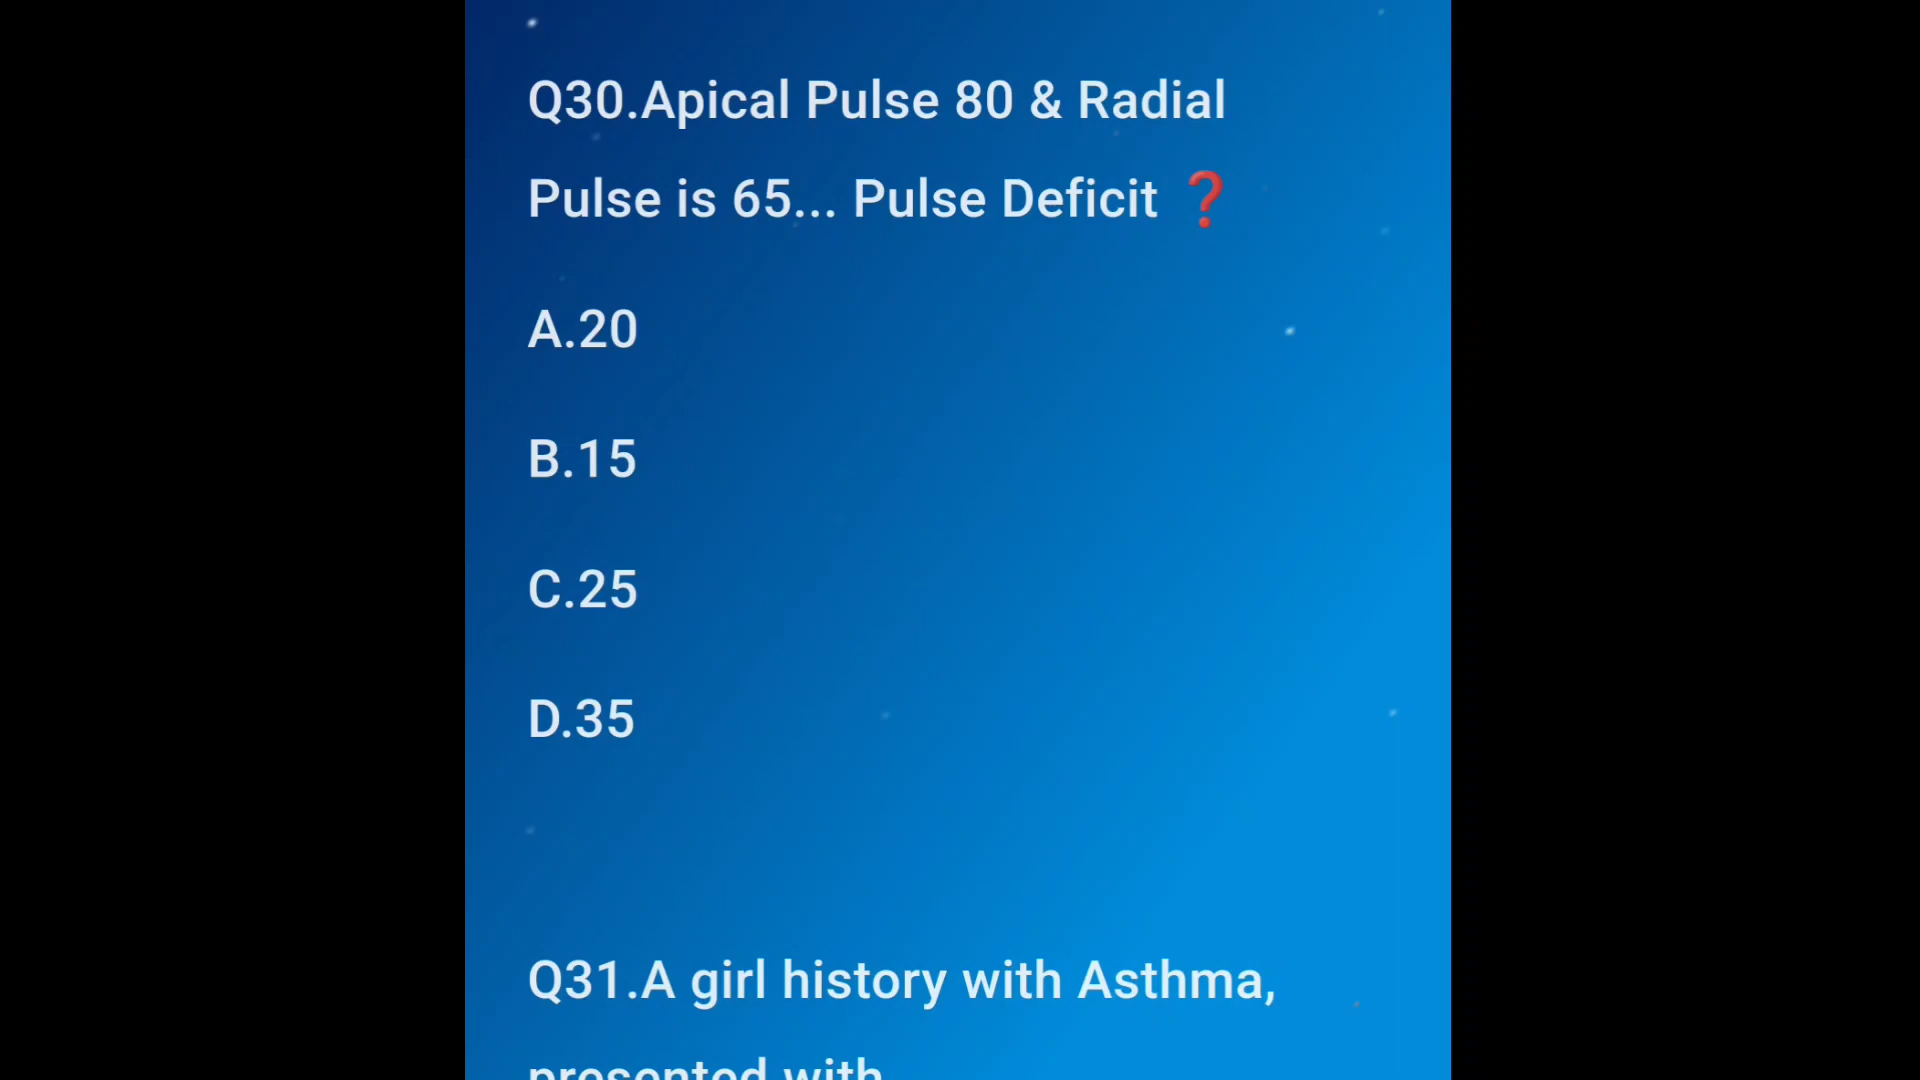 Q30.Apical Pulse 80 & Radial
Pulse is 65... Pulse Deficit ❓
A.20
B.15
C.25
D.35
Q31.A girl history with Asthma,
presented with